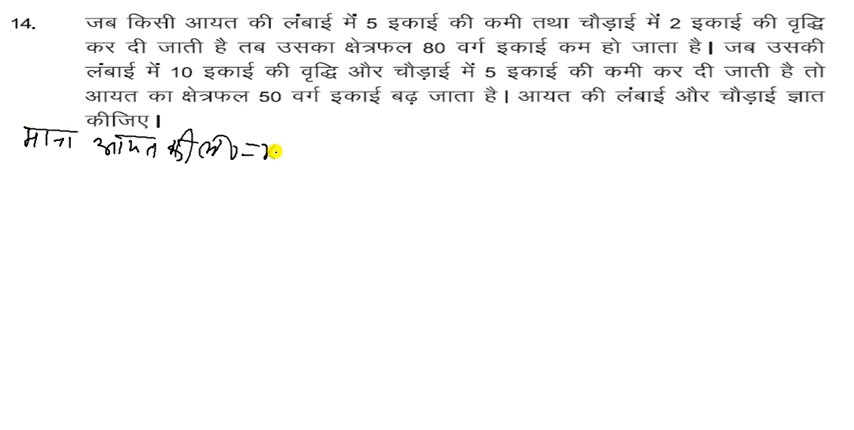 14. जब किसी आयत की लंबाई में 5 इकाई की कमी तथा चौड़ाई में 2 इकाई की वृद्धि
कर दी जाती है तब उसका क्षेत्रफल 80 वर्ग इकाई कम हो जाता है। जब उसकी
लंबाई में 10 इकाई की वृद्धि और चौड़ाई में 5 इकाई की कमी कर दी जाती है तो
आयत का क्षेत्रफल 50 वर्ग इकाई बढ़ जाता है। आयत की लंबाई और चौड़ाई ज्ञात
कीजिए।
माना आयत की ल० =